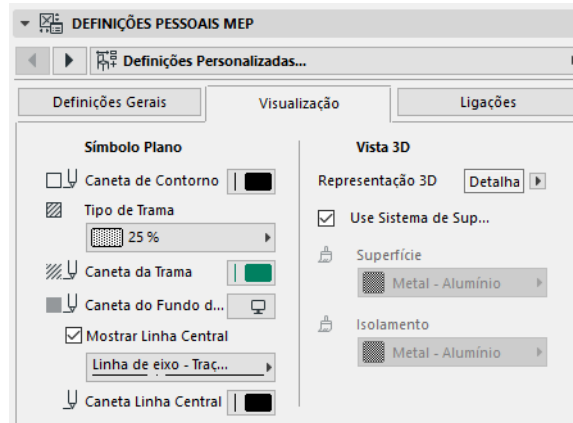 DEFINIÇÕES PESSOAIS MEP
Definições Personalizadas...
Definições Gerais
Visualização
Ligações
Símbolo Plano
Caneta de Contorno
Tipo de Trama
25 %
Caneta da Trama
Caneta do Fundo d...
Mostrar Linha Central
Linha de eixo - Traç...
Caneta Linha Central
Vista 3D
Representação 3D Detalha
Use Sistema de Sup...
Superfície
Metal - Alumínio
Isolamento
Metal - Alumínio